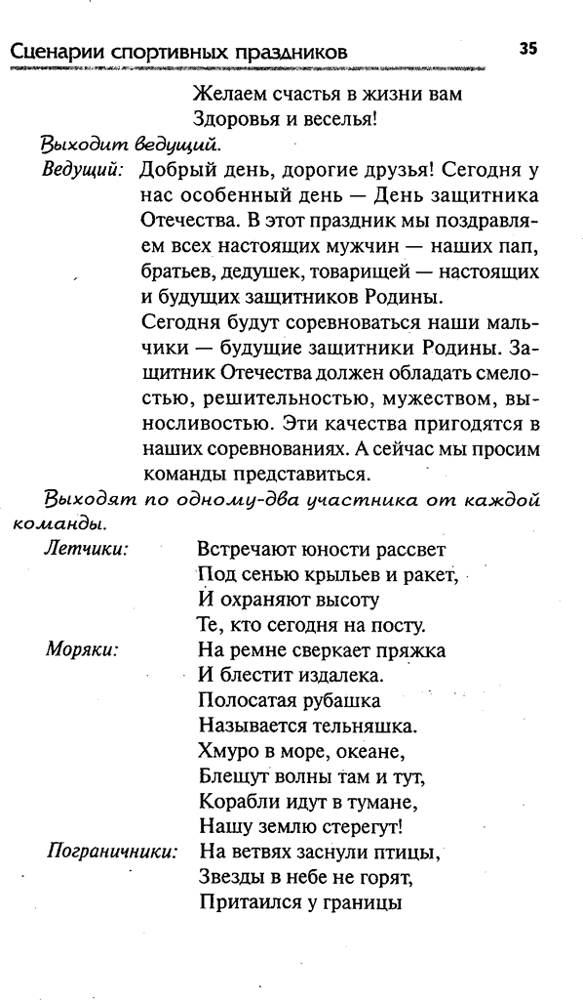 Сценарии спортивных праздников 35
Желаем счастья в жизни вам
Здоровья и веселья!
Выходит ведущий.
Ведущий: Добрый день, дорогие друзья! Сегодня у
нас особенный день — День защитника
Отечества. В этот праздник мы поздравля-
ем всех настоящих мужчин — наших пап,
братьев, дедушек, товарищей — настоящих
и будущих защитников Родины.
Сегодня будут соревноваться наши маль-
чики — будущие защитники Родины. За-
щитник Отечества должен обладать смело-
стью, решительностью, мужеством, вы-
носливостью. Эти качества пригодятся в
наших соревнованиях. А сейчас мы просим
команды представиться.
Выходят по одному-два участника от каждой
команды.
Летчики: Встречают юности рассвет
Под сенью крыльев и ракет,
И охраняют высоту
Те, кто сегодня на посту.
Моряки: На ремне сверкает пряжка
И блестит издалека.
Полосатая рубашка
Называется тельняшка.
Хмуро в море, океане,
Блещут волны там и тут,
Корабли идут в тумане,
Нашу землю стерегут!
Пограничники: На ветвях заснули птицы,
Звезды в небе не горят,
Притаился у границы